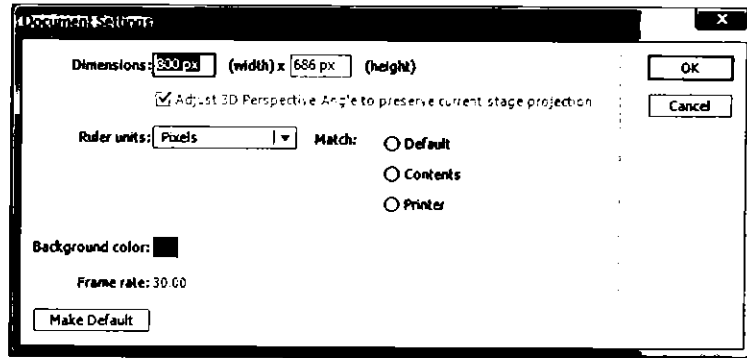 Document Settings
Dimensions: 800 px (width) x 686 px (height)
Adjust 3D Perspective Angle to preserve current stage projection
Ruler units: Pixels Match: Default
Contents
Printer
Background color:
Frame rate: 30.00
Make Default
OK
Cancel